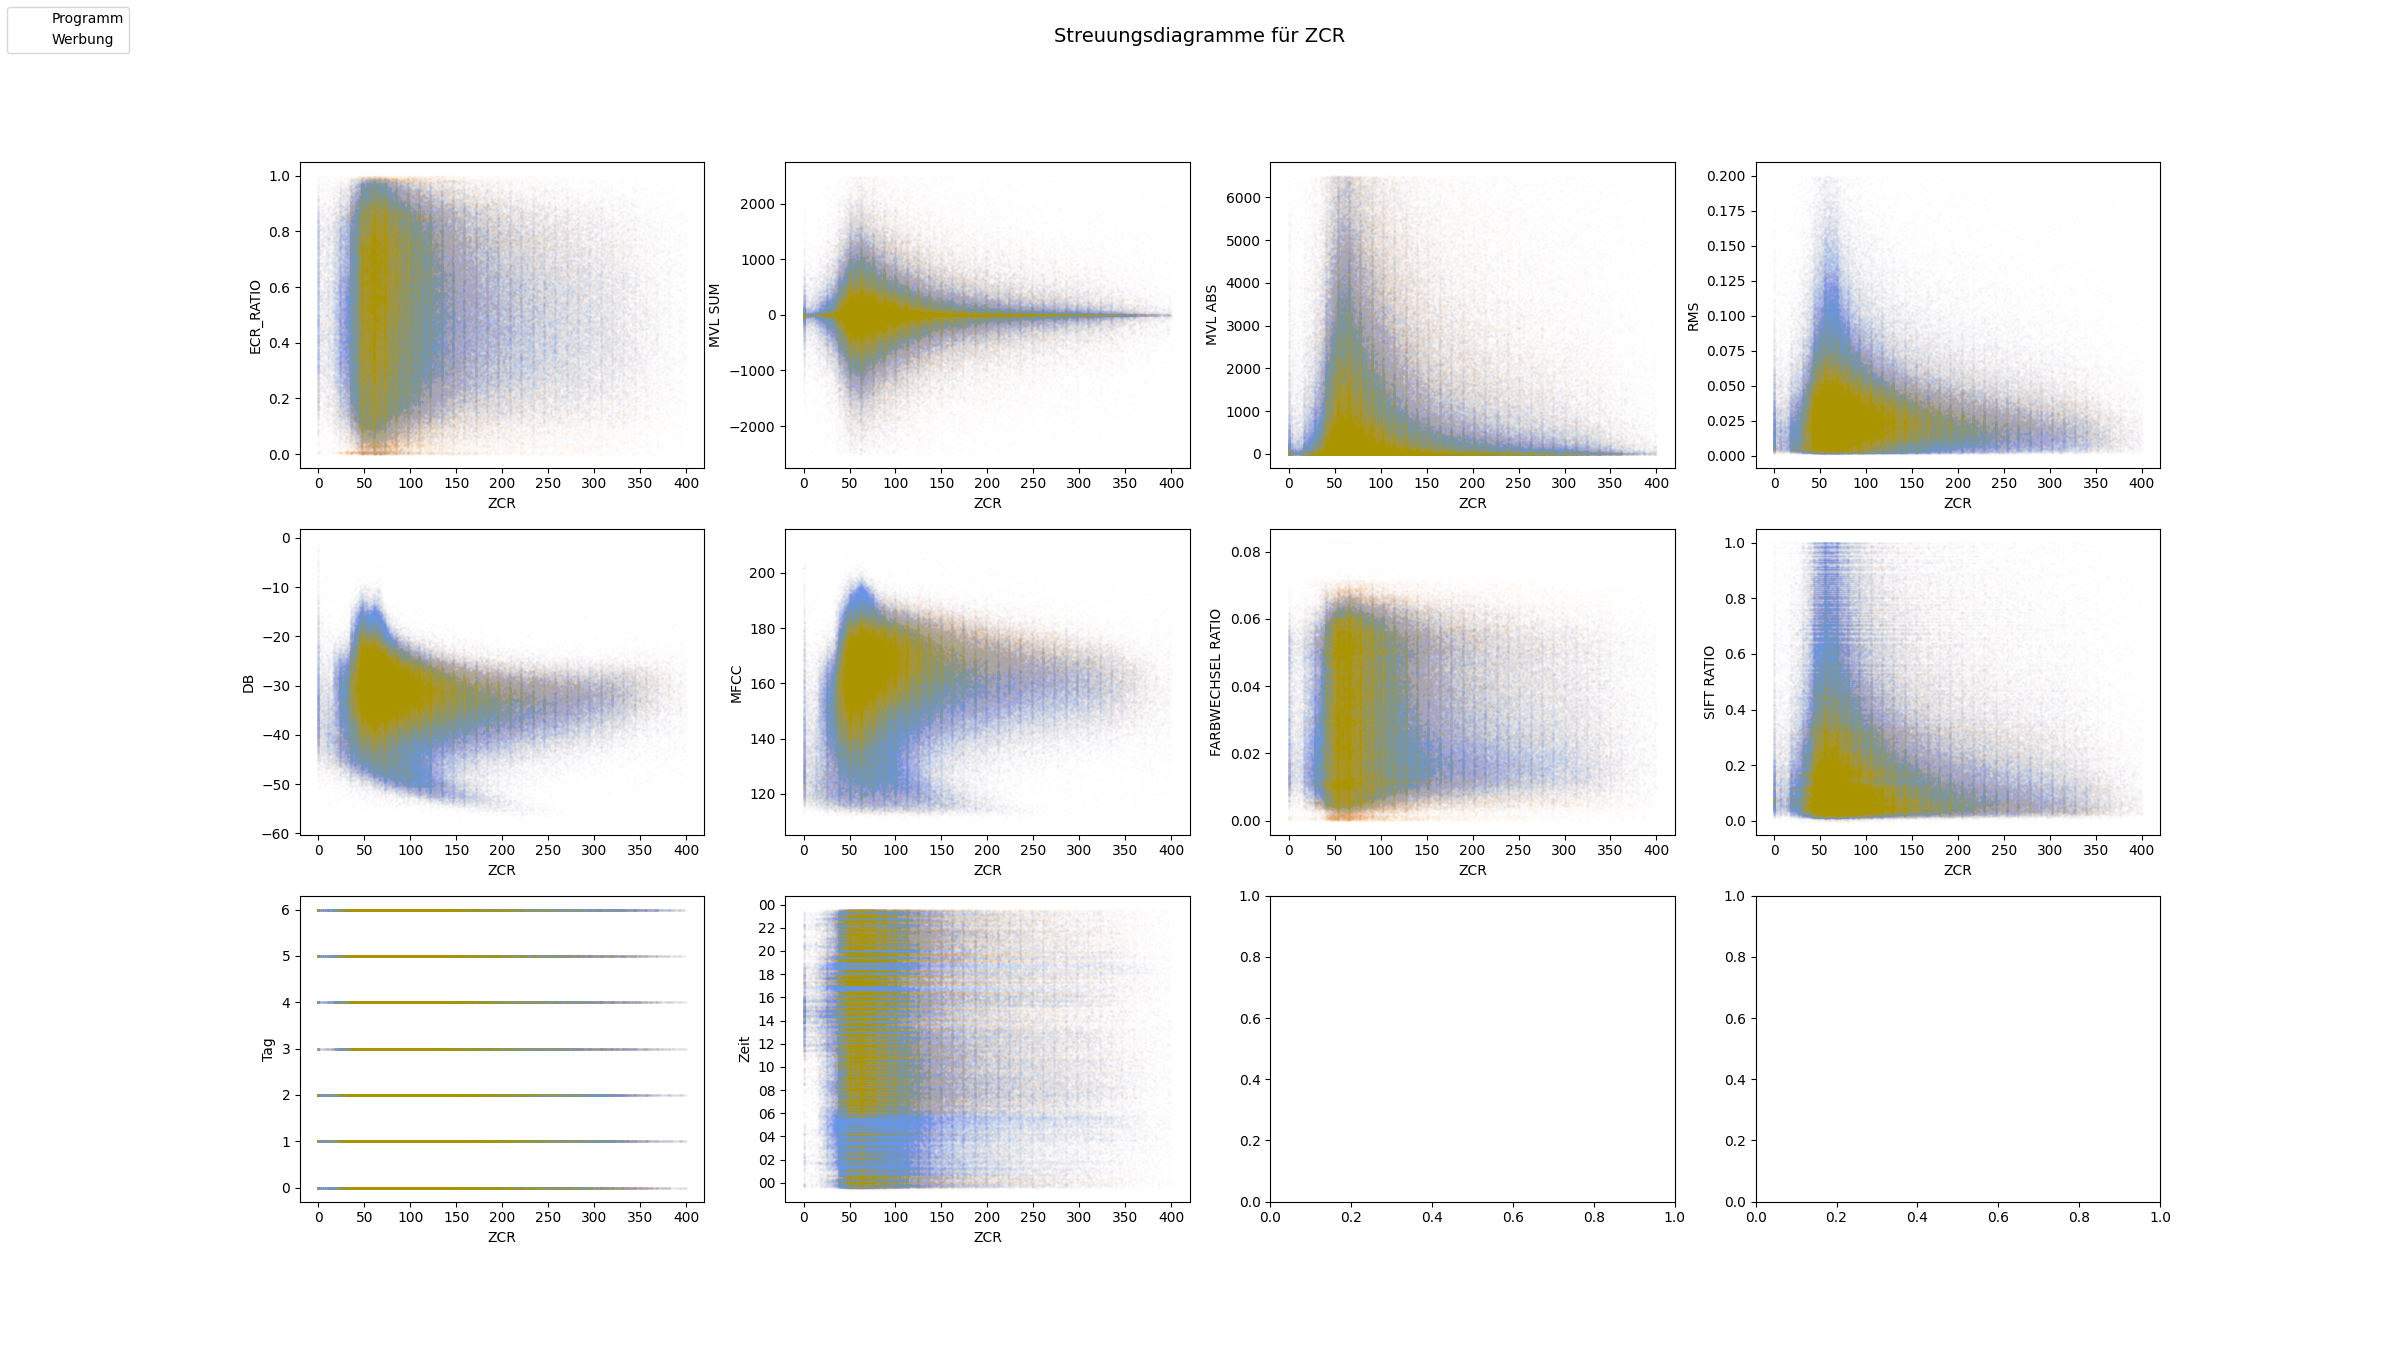 Programm
Werbung
Streuungsdiagramme für ZCR
1.0
0.8
0.6
0.4
0.2
0.0
ECR_RATIO
0 50 100 150 200 250 300 350 400
ZCR
2000
1000
0
−1000
−2000
MVL SUM
0 50 100 150 200 250 300 350 400
ZCR
6000
5000
4000
3000
2000
1000
0
MVL ABS
0 50 100 150 200 250 300 350 400
ZCR
0.200
0.175
0.150
0.125
0.100
0.075
0.050
0.025
0.000
RMS
0 50 100 150 200 250 300 350 400
ZCR
0
−10
−20
−30
−40
−50
−60
DB
0 50 100 150 200 250 300 350 400
ZCR
200
180
160
140
120
MFCC
0 50 100 150 200 250 300 350 400
ZCR
0.08
0.06
0.04
0.02
0.00
FARBWECHSEL RATIO
0 50 100 150 200 250 300 350 400
ZCR
1.0
0.8
0.6
0.4
0.2
0.0
SIFT RATIO
0 50 100 150 200 250 300 350 400
ZCR
6
5
4
3
2
1
0
Tag
0 50 100 150 200 250 300 350 400
ZCR
00
22
20
18
16
14
12
10
08
06
04
02
00
Zeit
0 50 100 150 200 250 300 350 400
ZCR
1.0
0.8
0.6
0.4
0.2
0.0
0.0 0.2 0.4 0.6 0.8 1.0
1.0
0.8
0.6
0.4
0.2
0.0
0.0 0.2 0.4 0.6 0.8 1.0